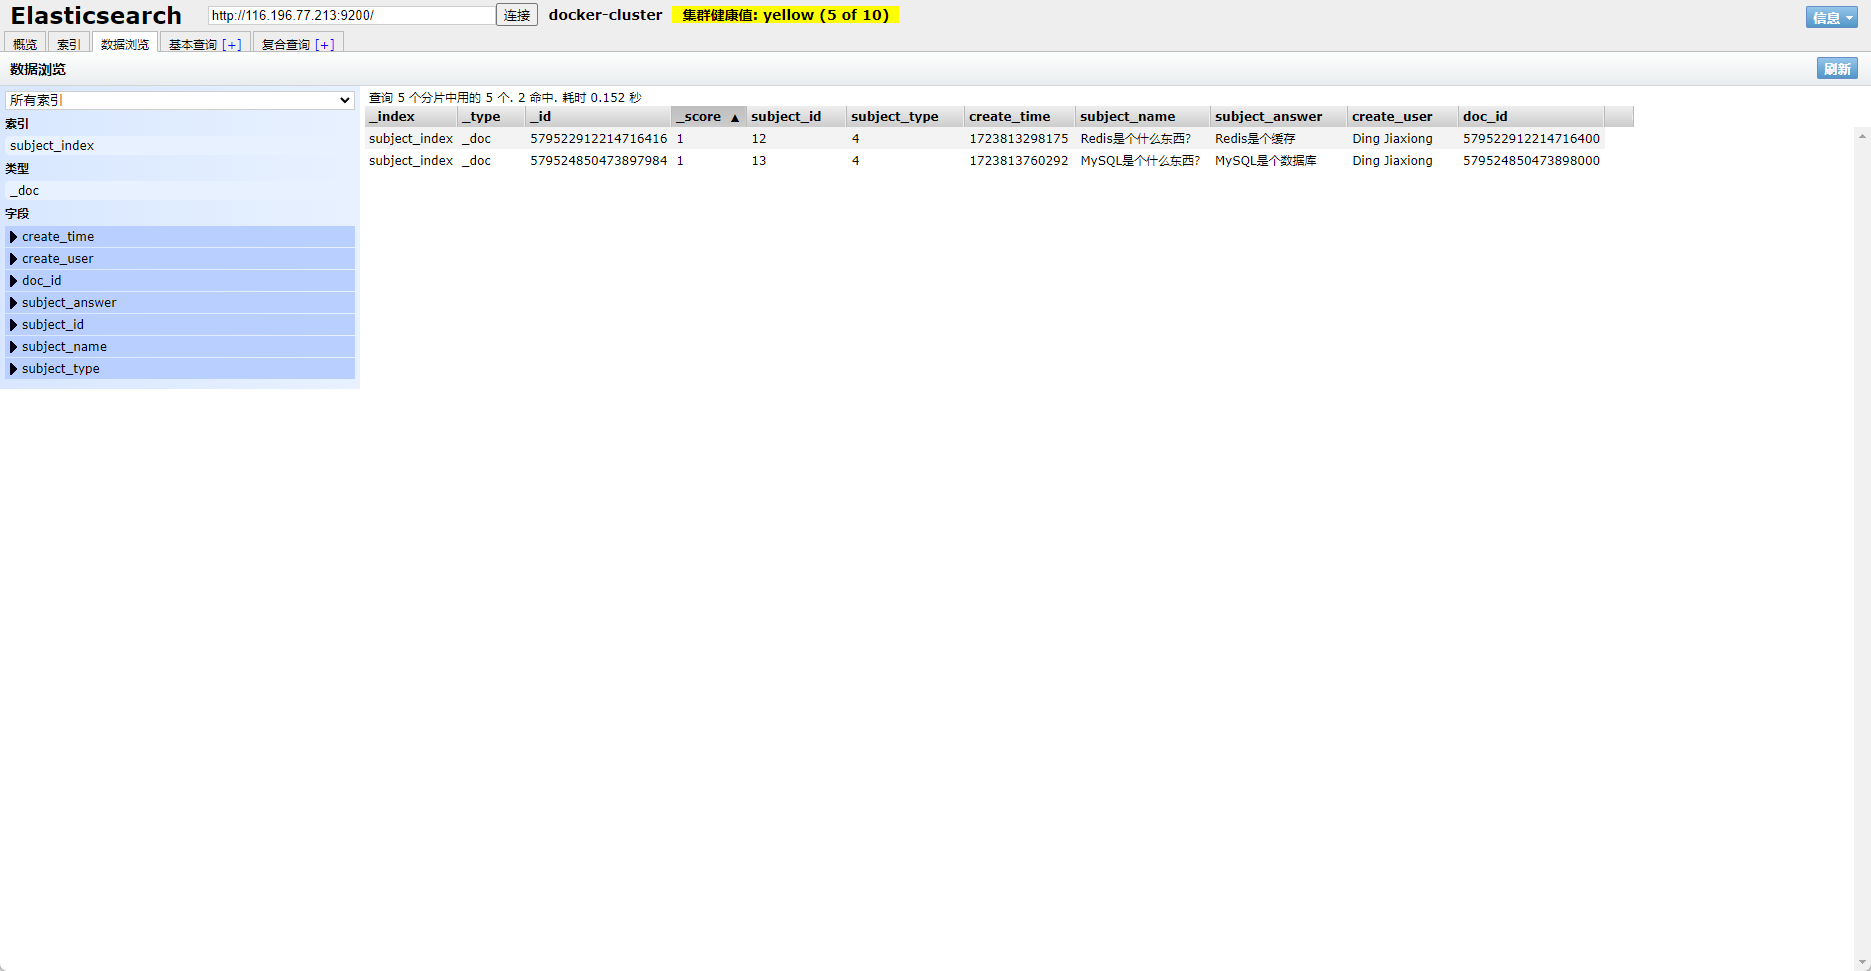 Elasticsearch http://116.196.77.213:9200/ 连接 docker-cluster 集群健康值: yellow (5 of 10) 信息
概览 索引 数据浏览 基本查询 [+] 复合查询 [+]
数据浏览 刷新
所有索引
索引
subject_index
类型
_doc
字段
create_time
create_user
doc_id
subject_answer
subject_id
subject_name
subject_type
查询 5 个分片中用的 5 个. 2 命中. 耗时 0.152 秒
_index _type _id _score ▲ subject_id subject_type create_time subject_name subject_answer create_user doc_id
subject_index _doc 579522912214716416 1 12 4 1723813298175 Redis是个什么东西? Redis是个缓存 Ding Jiaxiong 579522912214716400
subject_index _doc 579524850473897984 1 13 4 1723813760292 MySQL是个什么东西? MySQL是个数据库 Ding Jiaxiong 579524850473898000